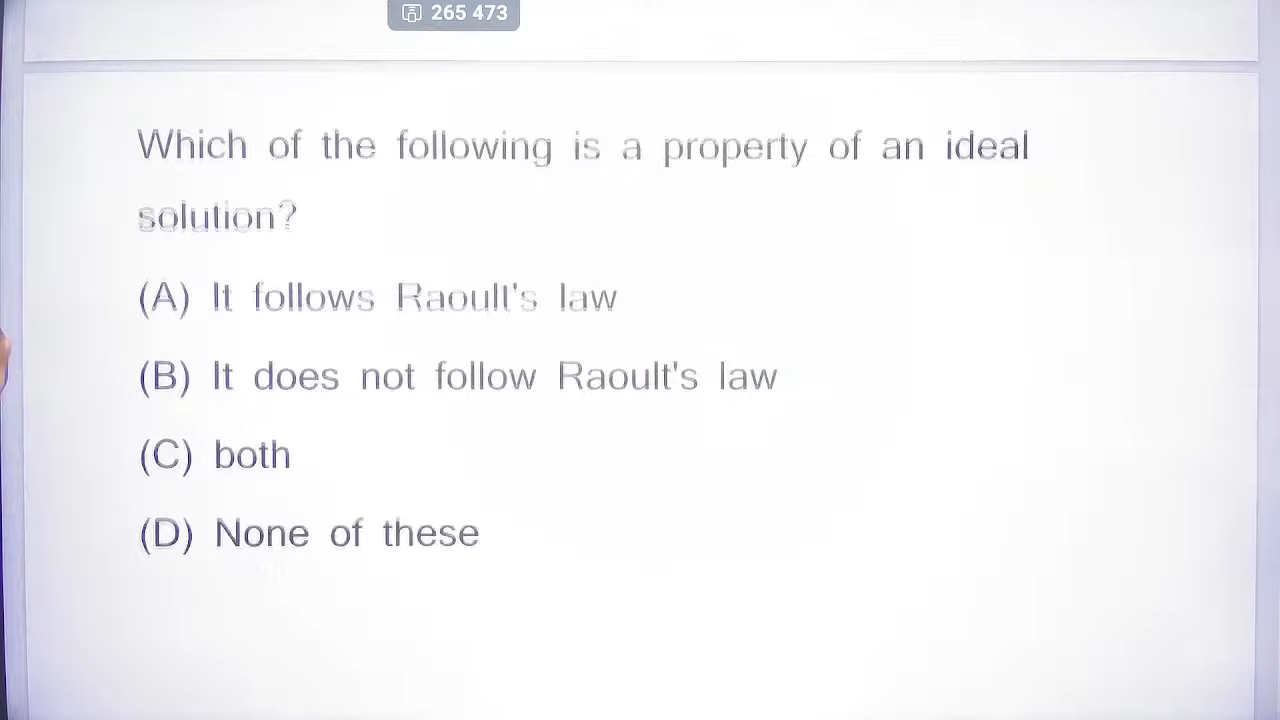 265 473
Which of the following is a property of an ideal
solution?
(A) It follows Raoult's law
(B) It does not follow Raoult's law
(C) both
(D) None of these